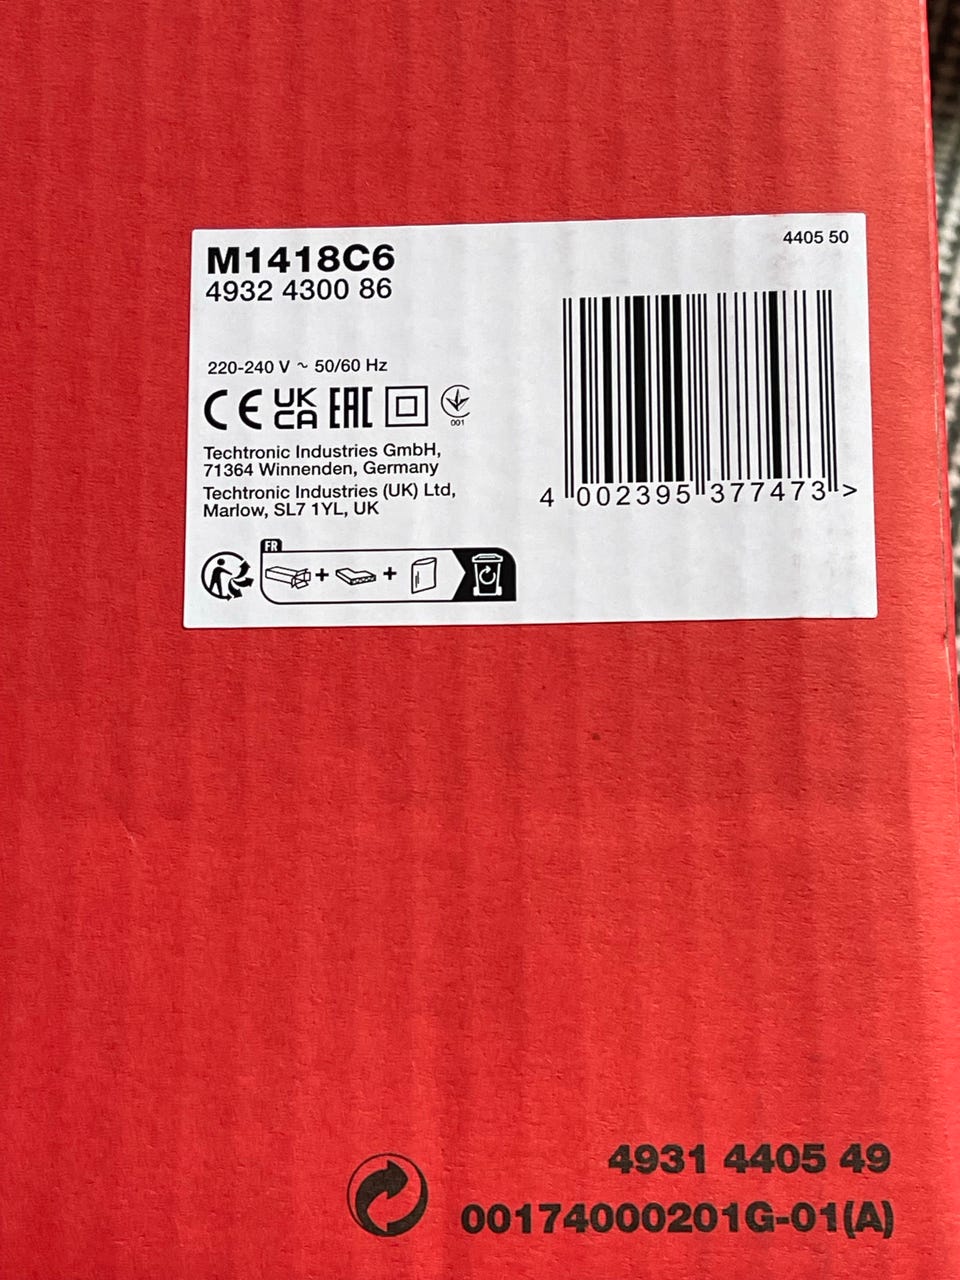 M1418C6
4932 4300 86
4405 50
220-240 V ~ 50/60 Hz
CE UK CA EAC
001
Techtronic Industries GmbH,
71364 Winnenden, Germany
Techtronic Industries (UK) Ltd,
Marlow, SL7 1YL, UK
4 002395 377473 >
FR
4931 4405 49
00174000201G-01(A)